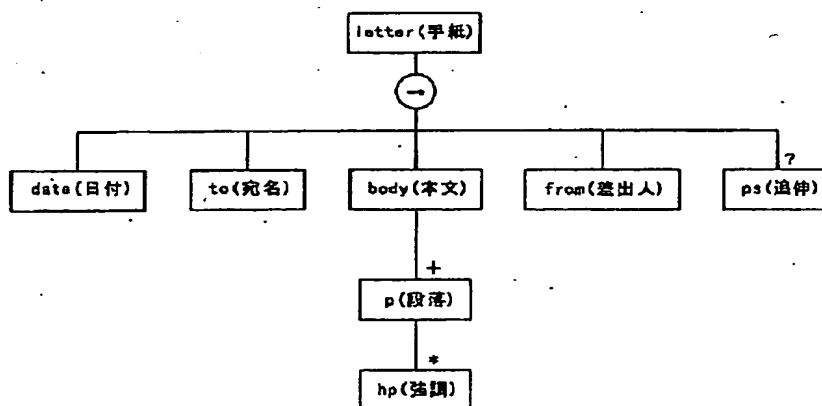 letter(手紙)
→
date(日付) to(宛名) body(本文) from(差出人) ?
ps(追伸)
+
p(段落)
*
hp(強調)